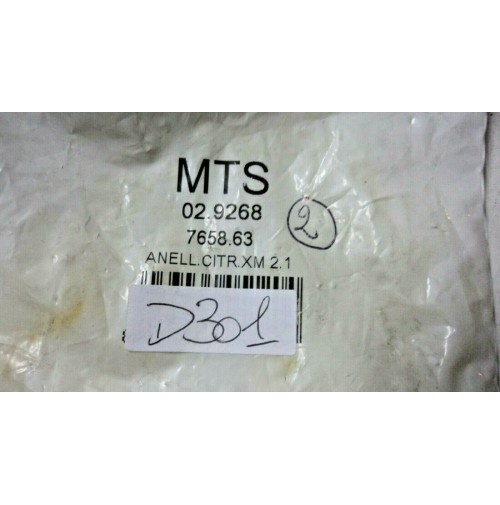 MTS
02.9268
2
7658.63
ANELL.CITR.XM 2.1
D301